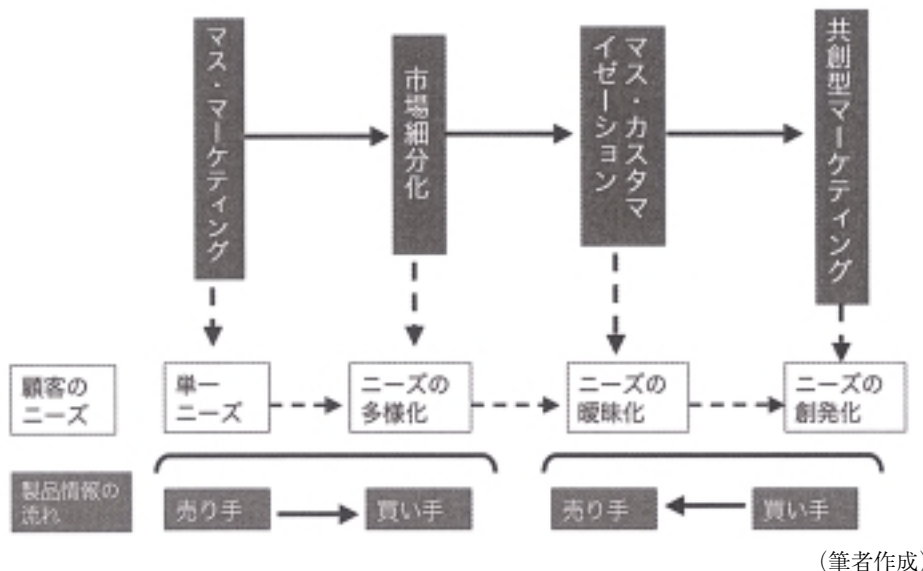 マス・マーケティング
市場細分化
マス・カスタマ
イゼーション
共創型マーケティング
顧客の
ニーズ
単一
ニーズ
ニーズの
多様化
ニーズの
曖昧化
ニーズの
創発化
製品情報の
流れ
売り手
買い手
売り手
買い手
(筆者作成)